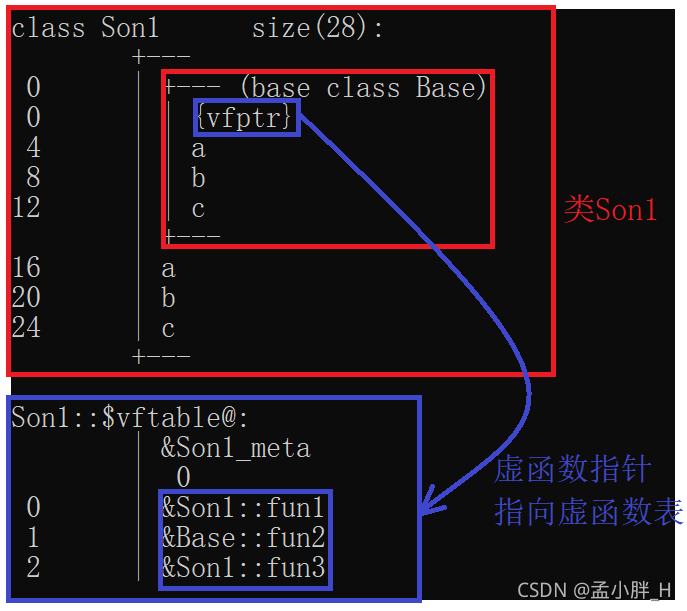 class Son1 size(28):
+---
0 | +--- (base class Base)
0 | | {vfptr}
4 | | a
8 | | b
12 | | c
| +---
16 | a
20 | b
24 | c
+---
类Son1
Son1::$vftable@:
| &Son1_meta
| 0
0 | &Son1::fun1
1 | &Base::fun2
2 | &Son1::fun3
虚函数指针
指向虚函数表
CSDN @孟小胖_H